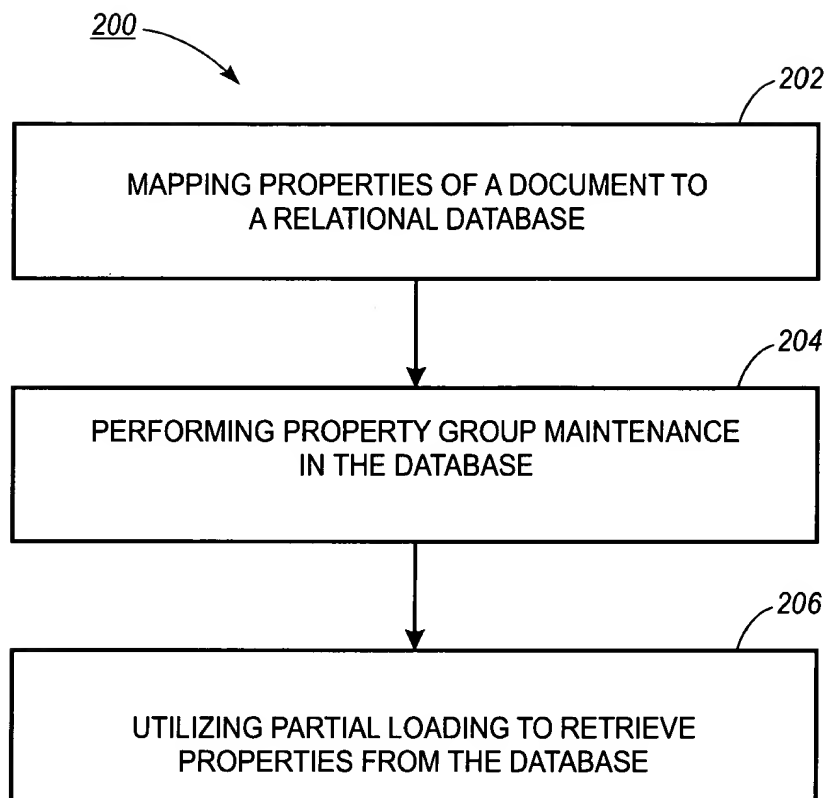 200
202
MAPPING PROPERTIES OF A DOCUMENT TO
A RELATIONAL DATABASE
204
PERFORMING PROPERTY GROUP MAINTENANCE
IN THE DATABASE
206
UTILIZING PARTIAL LOADING TO RETRIEVE
PROPERTIES FROM THE DATABASE